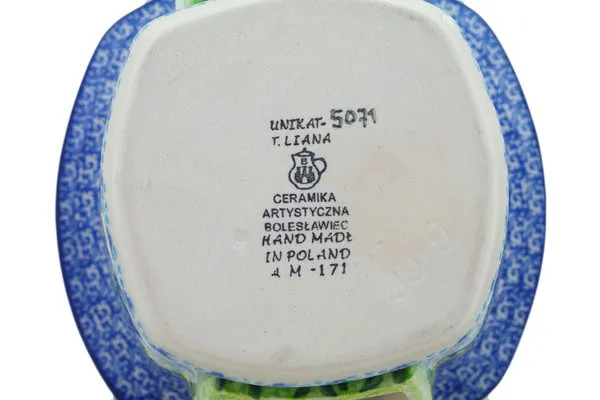 UNIKAT-5071
T. LIANA
CERAMIKA
ARTYSTYCZNA
BOLESŁAWIEC
HAND MADE
IN POLAND
A M -171